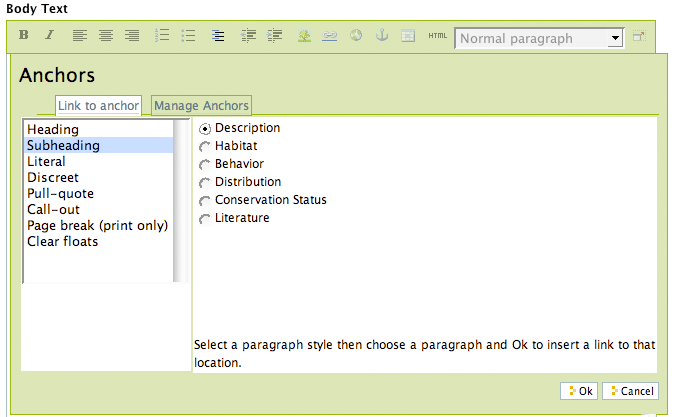 Body Text
B I HTML Normal paragraph
Anchors
Link to anchor Manage Anchors
Heading
Subheading
Literal
Discreet
Pull-quote
Call-out
Page break (print only)
Clear floats
Description
Habitat
Behavior
Distribution
Conservation Status
Literature
Select a paragraph style then choose a paragraph and Ok to insert a link to that
location.
Ok Cancel